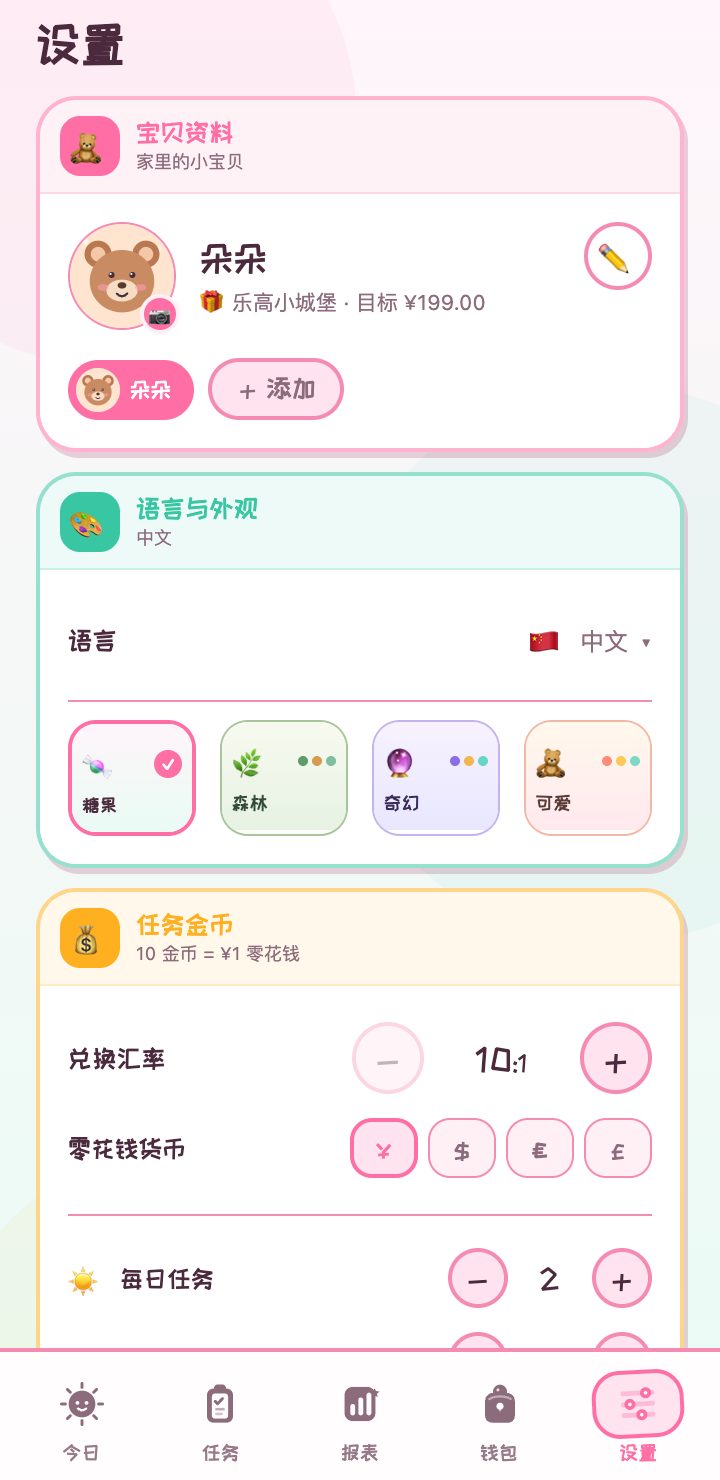 设置
宝贝资料
家里的小宝贝
朵朵
乐高小城堡 · 目标 ¥199.00
朵朵
+ 添加
语言与外观
中文
语言
中文
糖果
森林
奇幻
可爱
任务金币
10 金币 = ¥1 零花钱
兑换汇率
− 10:1 +
零花钱货币
¥ $ € £
每日任务
− 2 +
今日
任务
报表
钱包
设置